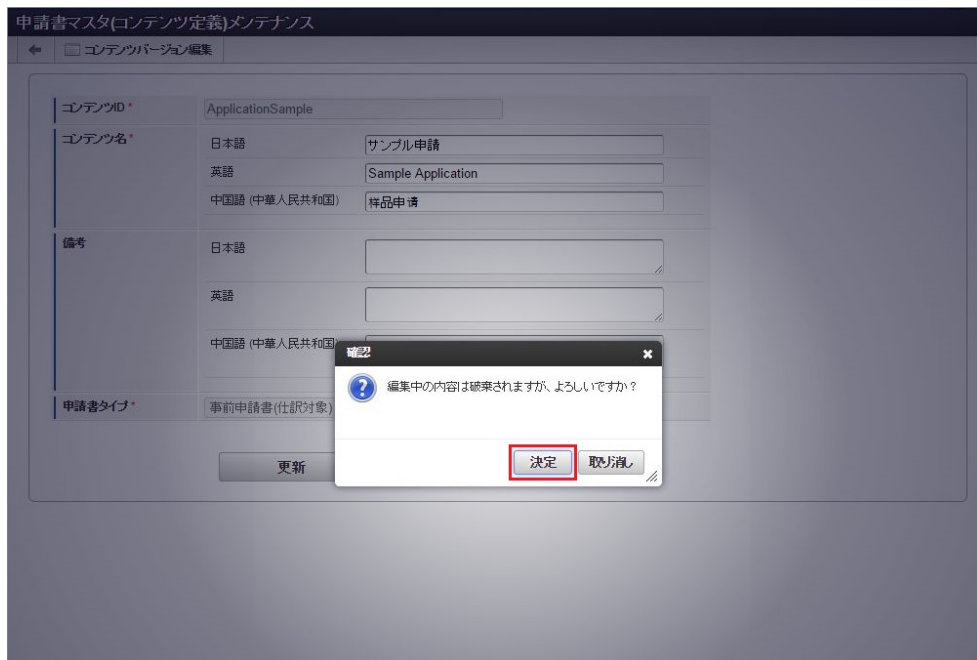 申請書マスタ(コンテンツ定義)メンテナンス
コンテンツバージョン編集
コンテンツID *
ApplicationSample
コンテンツ名 *
日本語
サンプル申請
英語
Sample Application
中国語 (中華人民共和国)
样品申请
備考
日本語
英語
中国語 (中華人民共和国
確認
編集中の内容は破棄されますが、よろしいですか?
申請書タイプ *
事前申請書(仕訳対象)
決定
取り消し
更新